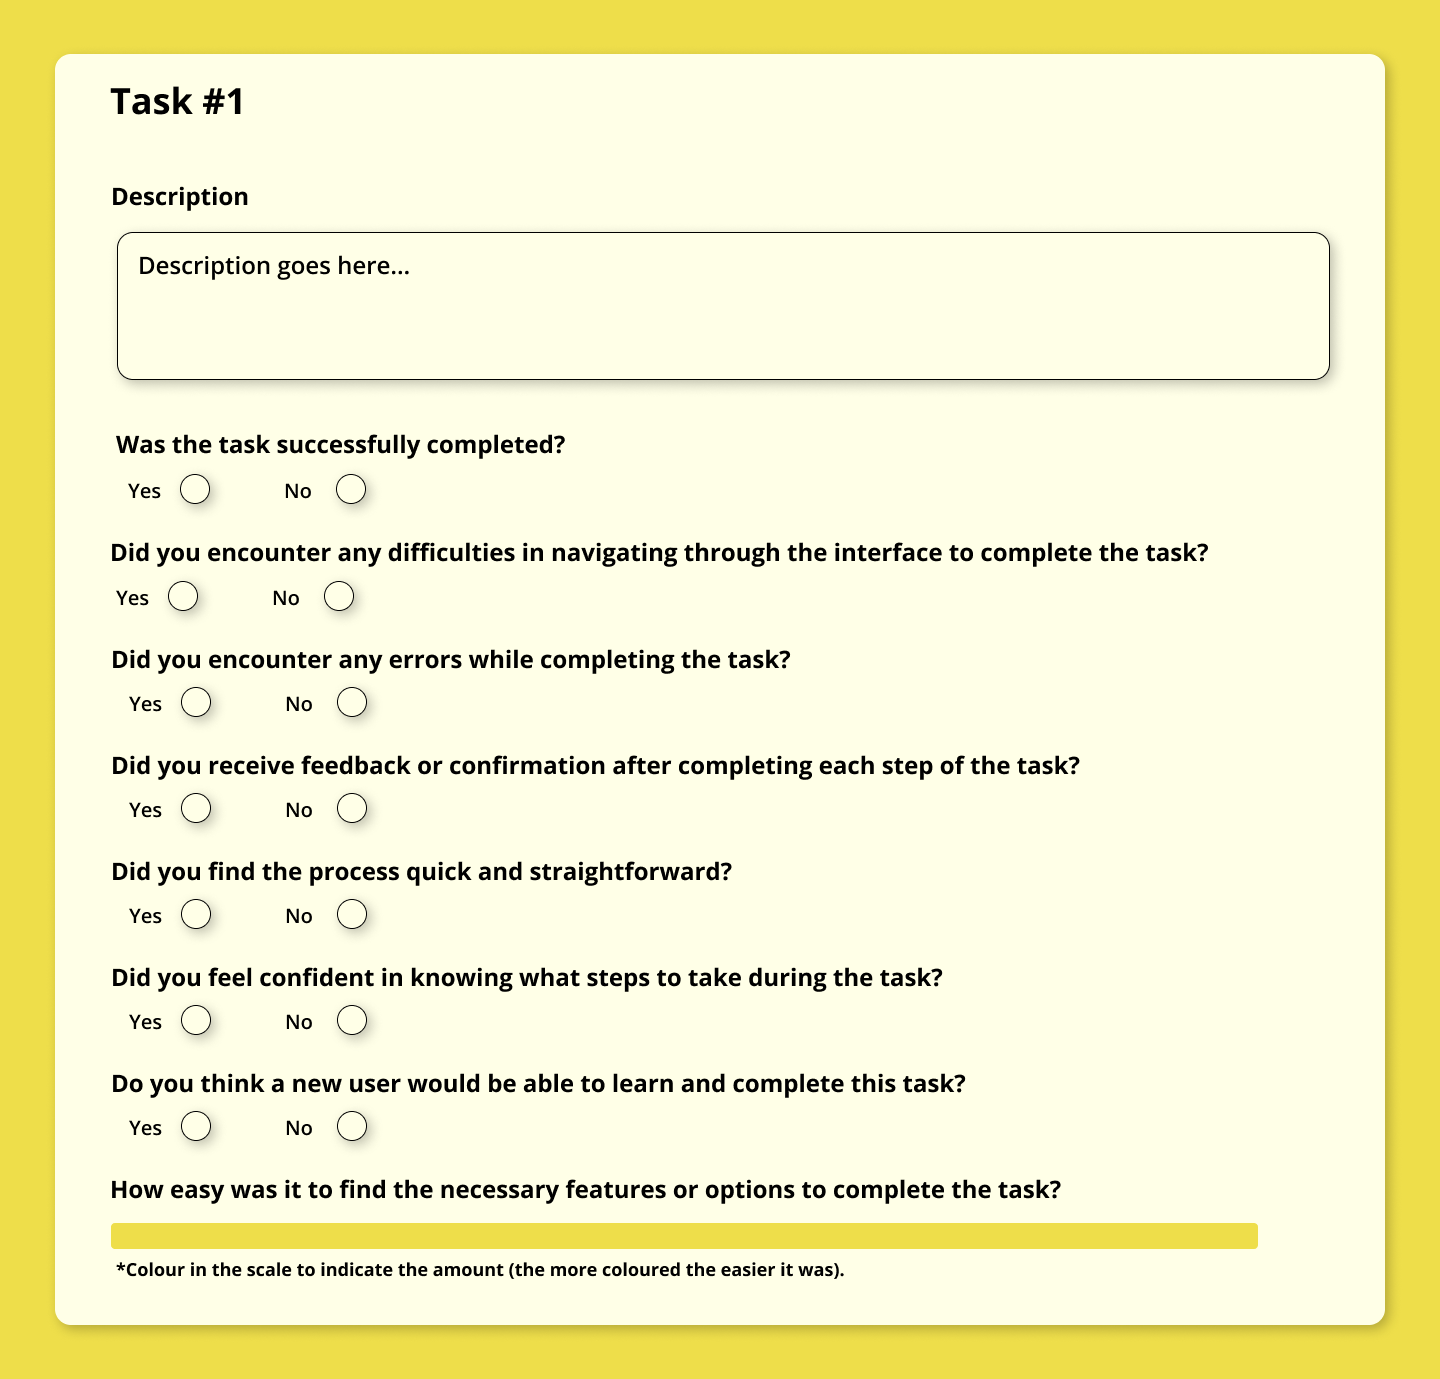 Task #1
Description
Description goes here...
Was the task successfully completed?
Yes No
Did you encounter any difficulties in navigating through the interface to complete the task?
Yes No
Did you encounter any errors while completing the task?
Yes No
Did you receive feedback or confirmation after completing each step of the task?
Yes No
Did you find the process quick and straightforward?
Yes No
Did you feel confident in knowing what steps to take during the task?
Yes No
Do you think a new user would be able to learn and complete this task?
Yes No
How easy was it to find the necessary features or options to complete the task?
*Colour in the scale to indicate the amount (the more coloured the easier it was).